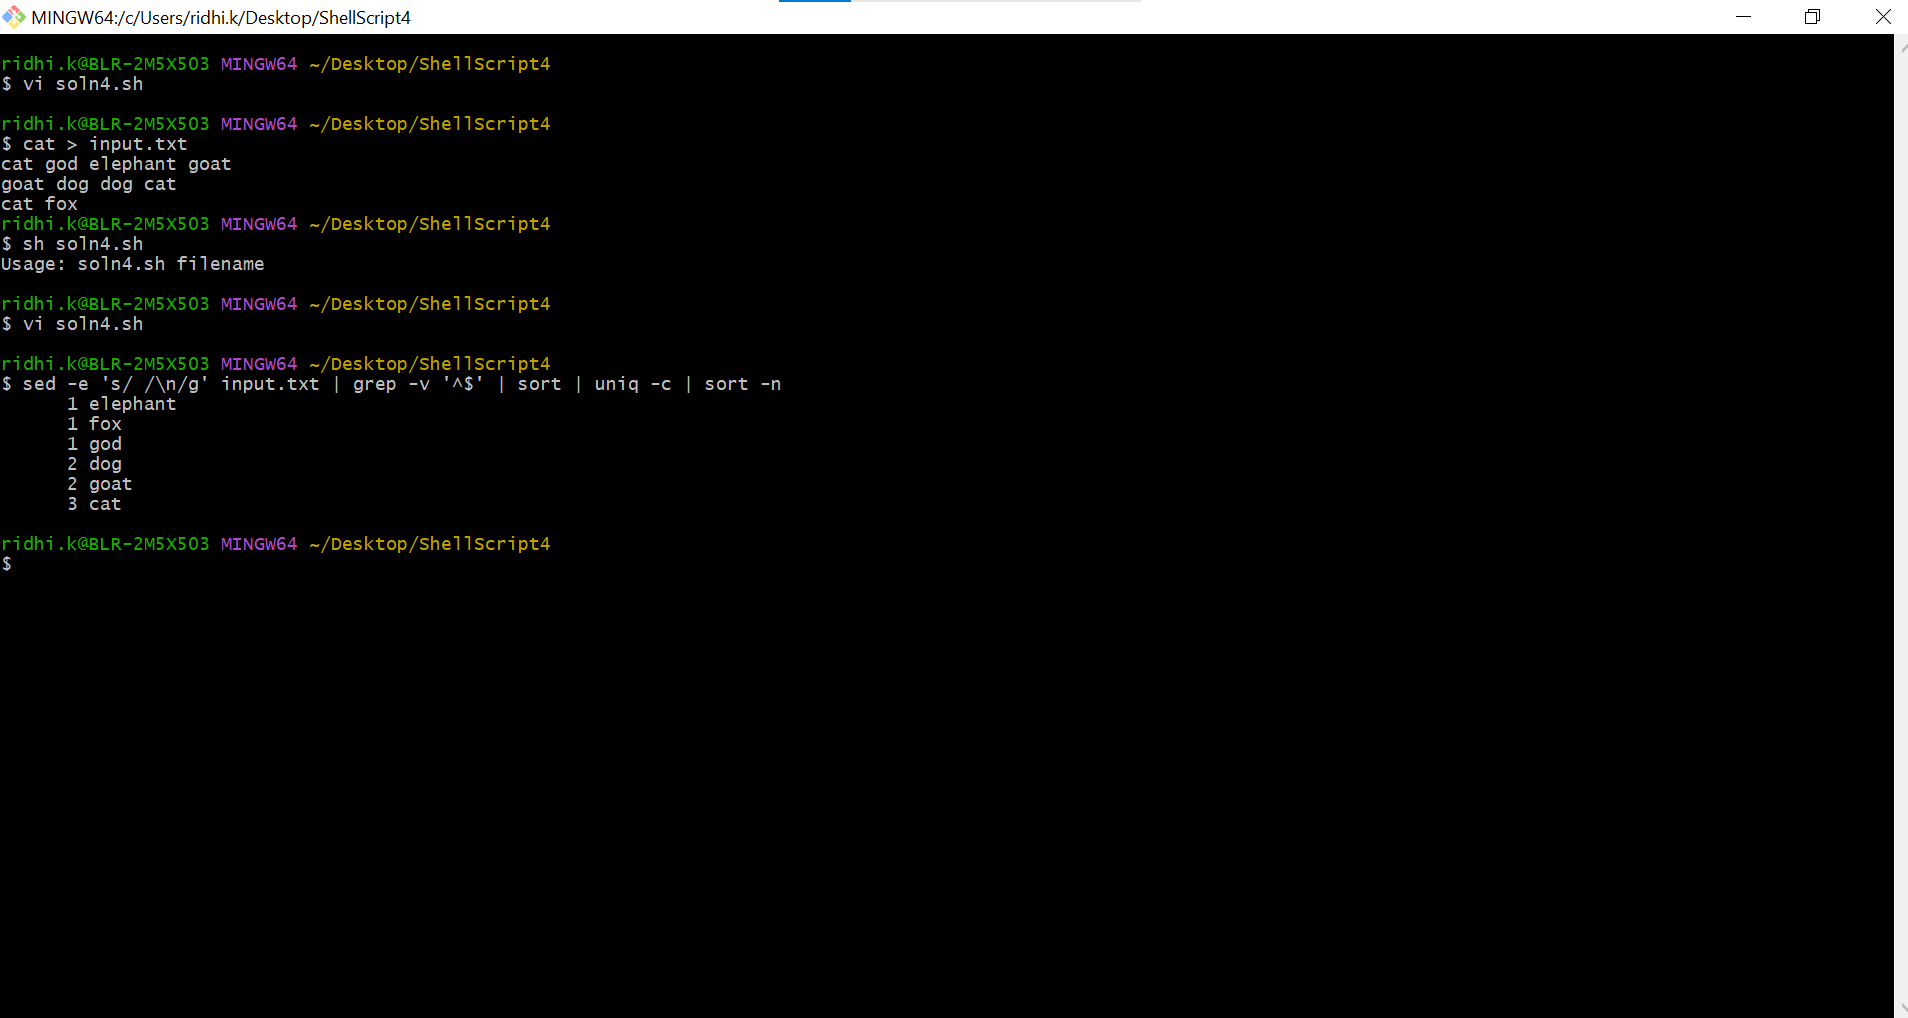 MINGW64:/c/Users/ridhi.k/Desktop/ShellScript4
ridhi.k@BLR-2M5X503 MINGW64 ~/Desktop/ShellScript4
$ vi soln4.sh
ridhi.k@BLR-2M5X503 MINGW64 ~/Desktop/ShellScript4
$ cat > input.txt
cat god elephant goat
goat dog dog cat
cat fox
ridhi.k@BLR-2M5X503 MINGW64 ~/Desktop/ShellScript4
$ sh soln4.sh
Usage: soln4.sh filename
ridhi.k@BLR-2M5X503 MINGW64 ~/Desktop/ShellScript4
$ vi soln4.sh
ridhi.k@BLR-2M5X503 MINGW64 ~/Desktop/ShellScript4
$ sed -e 's/ /\n/g' input.txt | grep -v '^$' | sort | uniq -c | sort -n
1 elephant
1 fox
1 god
2 dog
2 goat
3 cat
ridhi.k@BLR-2M5X503 MINGW64 ~/Desktop/ShellScript4
$